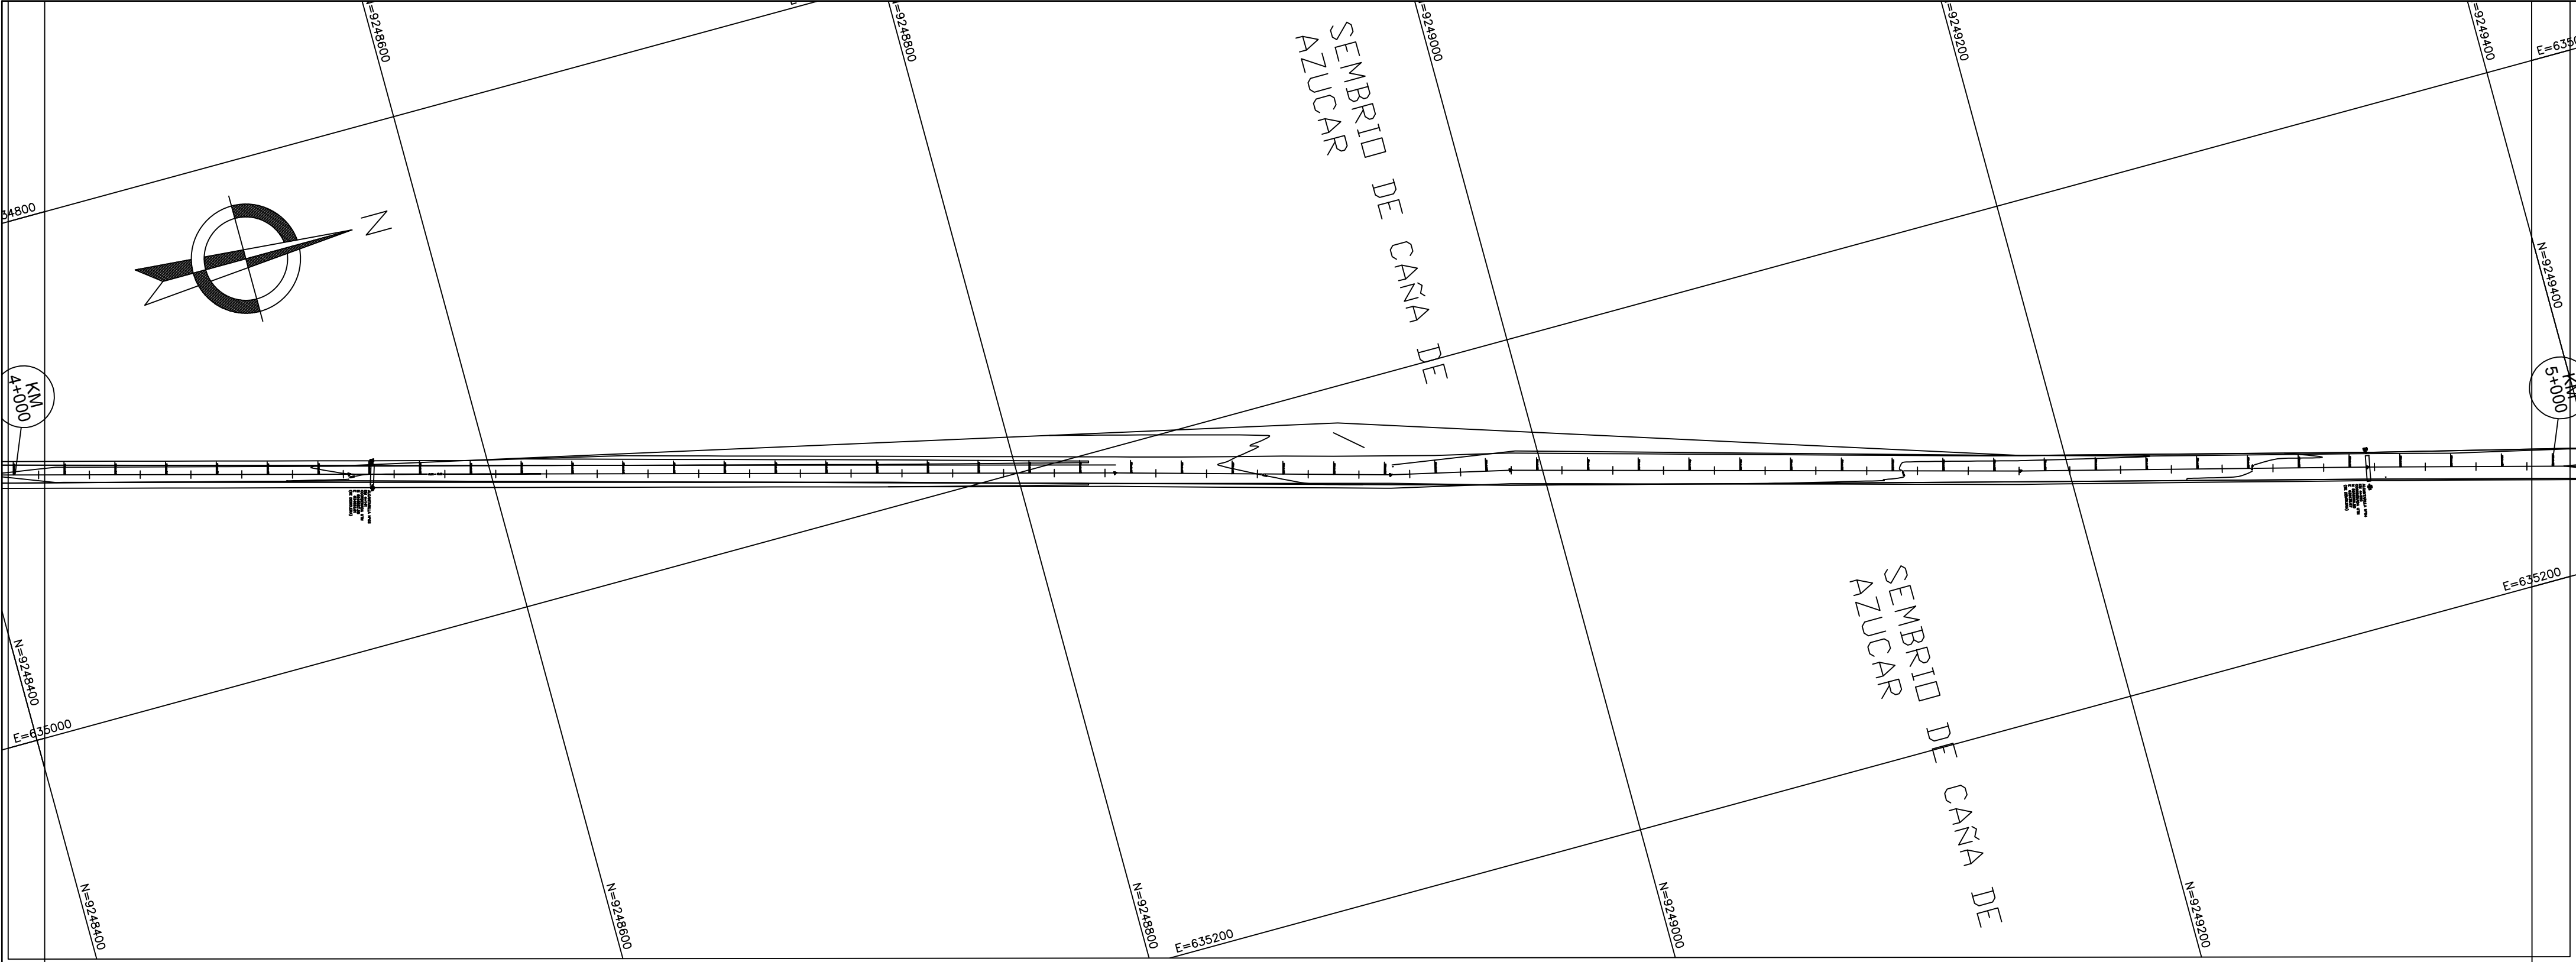 N=9248600
N=9248800
N=9249000
N=9249200
N=9249400
SEMBRIO DE CAÑA DE
AZUCAR
34800
N
N=9249400
KM
4+000
KM
5+000
E=635200
SEMBRIO DE CAÑA DE
AZUCAR
N=9248400
E=635000
N=9248400
N=9248600
N=9248800
E=635200
N=9249000
N=9249200